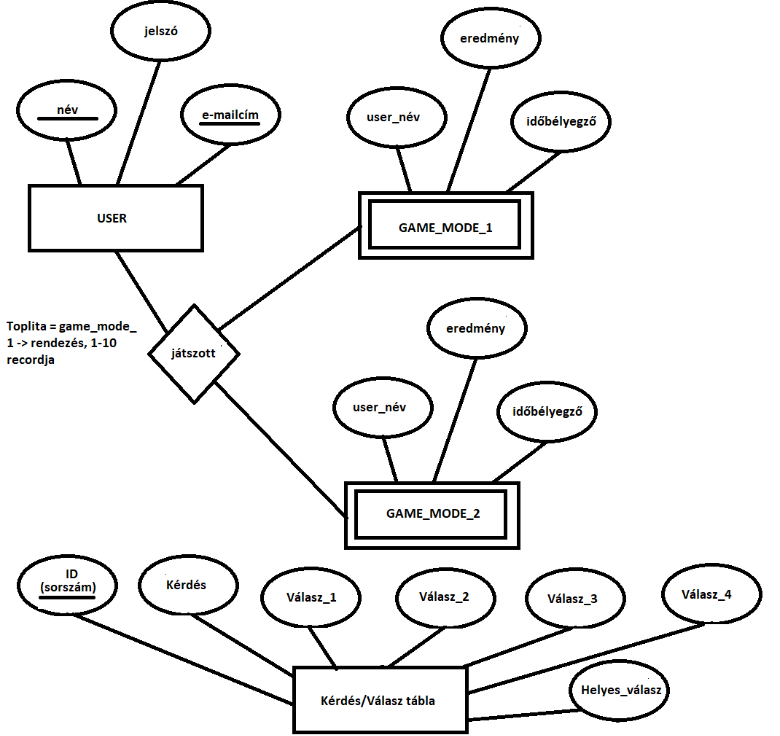 jelszó
név
e-mailcím
USER
eredmény
user_név
időbélyegző
GAME_MODE_1
Toplita = game_mode_
1 -> rendezés, 1-10
recordja
játszott
eredmény
user_név
időbélyegző
GAME_MODE_2
ID
(sorszám)
Kérdés
Válasz_1
Válasz_2
Válasz_3
Válasz_4
Kérdés/Válasz tábla
Helyes_válasz